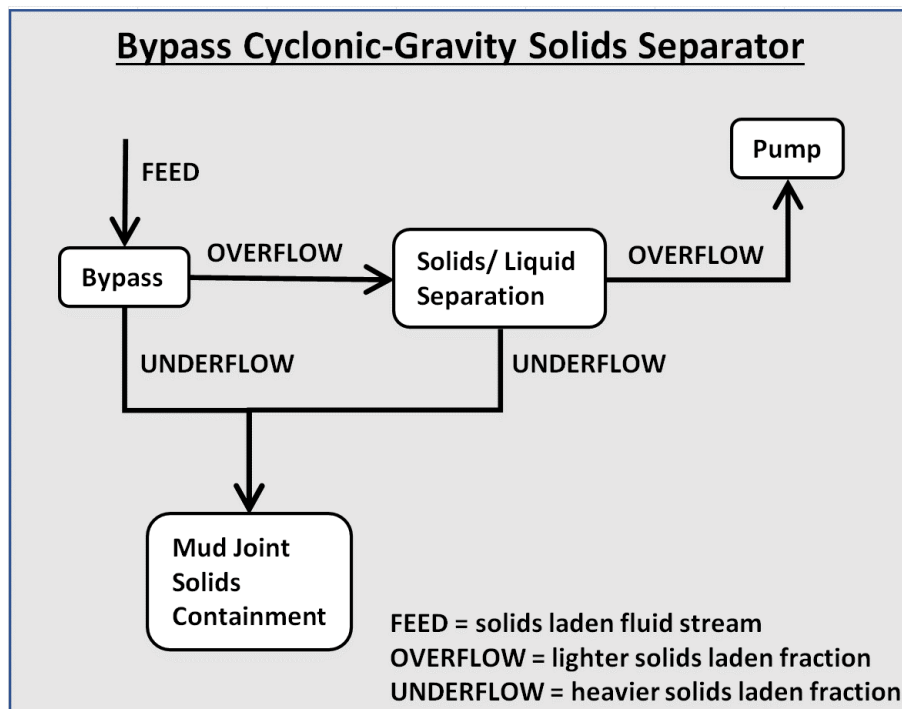 Bypass Cyclonic-Gravity Solids Separator
Pump
FEED
OVERFLOW
OVERFLOW
Bypass
Solids/ Liquid
Separation
UNDERFLOW
UNDERFLOW
Mud Joint
Solids
Containment
FEED = solids laden fluid stream
OVERFLOW = lighter solids laden fraction
UNDERFLOW = heavier solids laden fraction